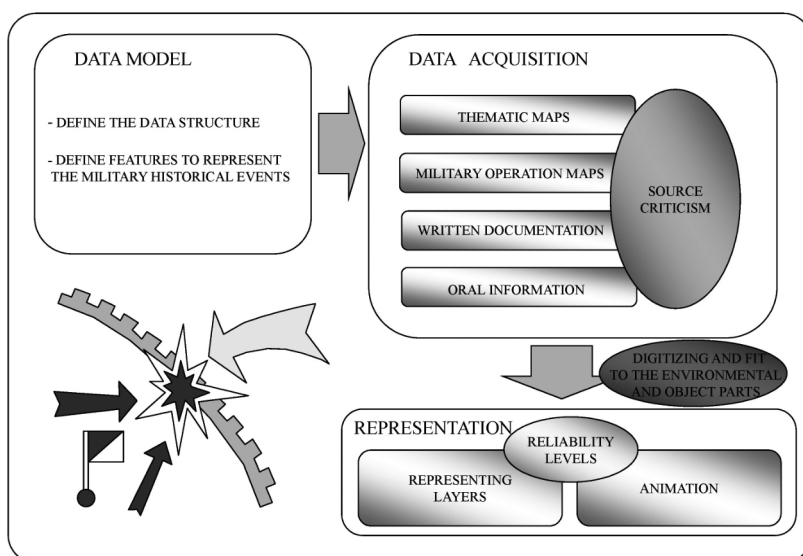 DATA MODEL
- DEFINE THE DATA STRUCTURE
- DEFINE FEATURES TO REPRESENT
THE MILITARY HISTORICAL EVENTS
DATA ACQUISITION
THEMATIC MAPS
MILITARY OPERATION MAPS
WRITTEN DOCUMENTATION
ORAL INFORMATION
SOURCE
CRITICISM
DIGITIZING AND FIT
TO THE ENVIRONMENTAL
AND OBJECT PARTS
REPRESENTATION
RELIABILITY
LEVELS
REPRESENTING
LAYERS
ANIMATION